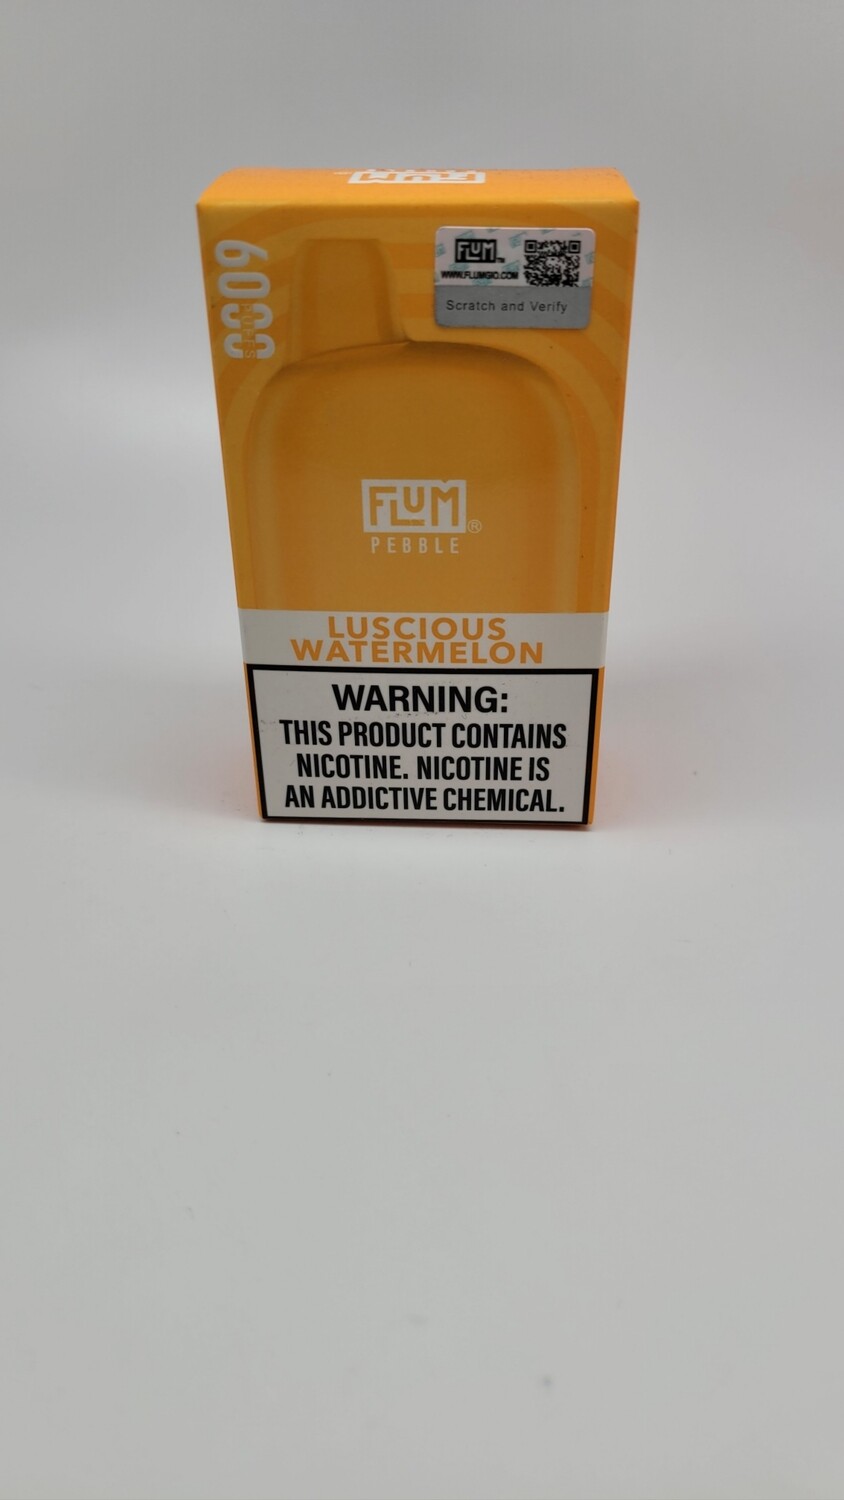 FLUM
6000
PUFFS
FLUM™
WWW.FLUMGIO.COM
Scratch and Verify
FLUM®
PEBBLE
LUSCIOUS
WATERMELON
WARNING:
THIS PRODUCT CONTAINS
NICOTINE. NICOTINE IS
AN ADDICTIVE CHEMICAL.